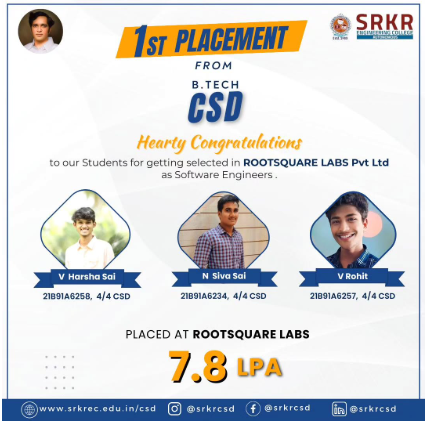 1ST PLACEMENT
SRKR
ENGINEERING COLLEGE
AUTONOMOUS
FROM
B.TECH
CSD
Hearty Congratulations
to our Students for getting selected in ROOTSQUARE LABS Pvt Ltd
as Software Engineers .
V Harsha Sai
21B91A6258, 4/4 CSD
N Siva Sai
21B91A6234, 4/4 CSD
V Rohit
21B91A6257, 4/4 CSD
PLACED AT ROOTSQUARE LABS
7.8 LPA
www.srkrec.edu.in/csd @srkrcsd @srkrcsd @srkrcsd